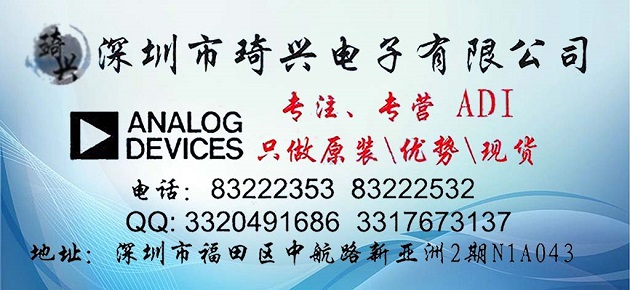 琦兴
深圳市琦兴电子有限公司
专注、专营 ADI
ANALOG
DEVICES
只做原装\优势\现货
电话：83222353 83222532
QQ: 3320491686 3317673137
地址：深圳市福田区中航路新亚洲2期N1A043